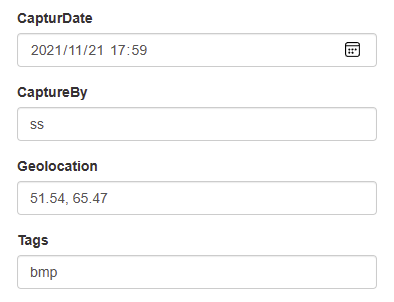 CapturDate
2021/11/21 17:59
CaptureBy
ss
Geolocation
51.54, 65.47
Tags
bmp